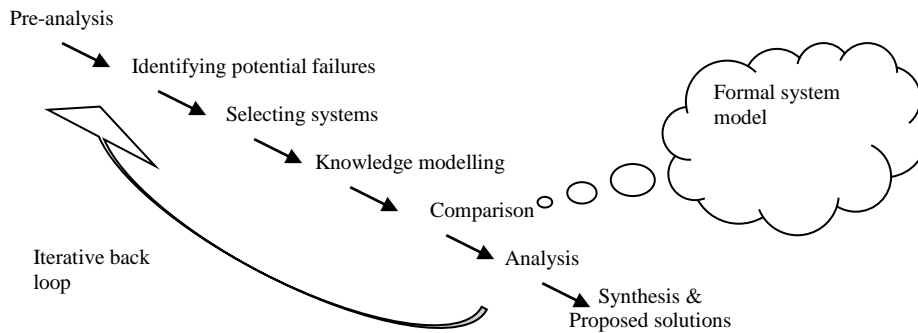 Pre-analysis
Identifying potential failures
Selecting systems
Knowledge modelling
Comparison
Analysis
Synthesis &
Proposed solutions
Iterative back
loop
Formal system
model